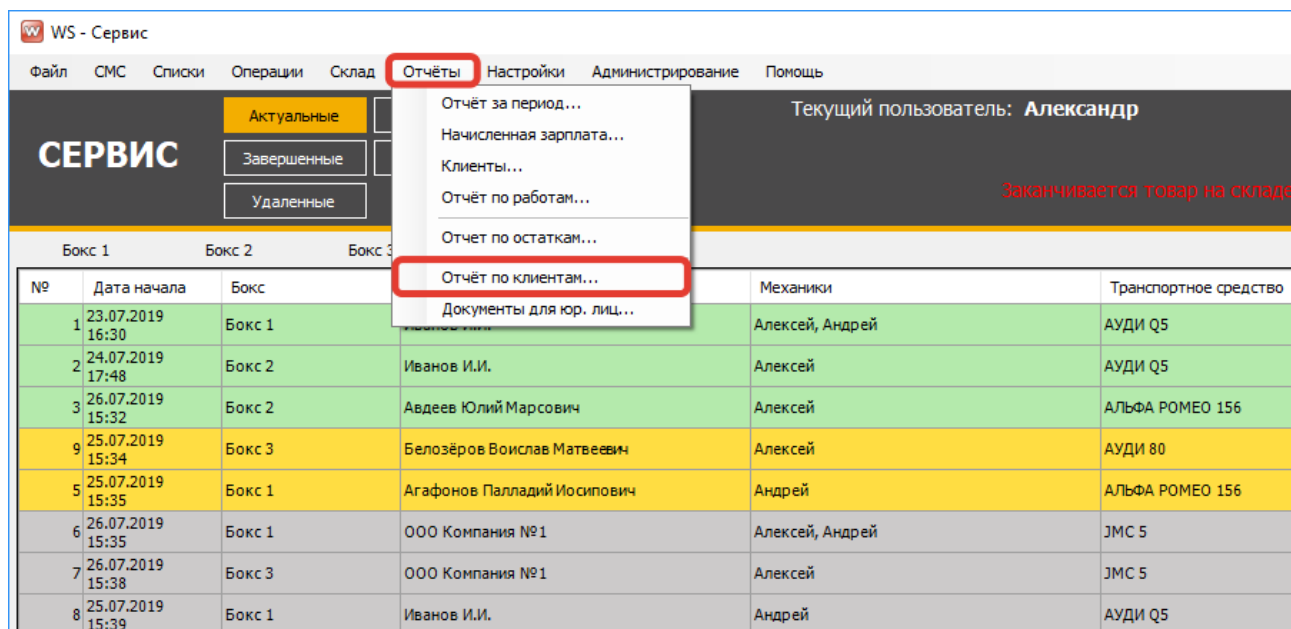 WS - Сервис
Файл СМС Списки Операции Склад Отчёты Настройки Администрирование Помощь
СЕРВИС
Актуальные
Завершенные
Удаленные
Отчёт за период...
Начисленная зарплата...
Клиенты...
Отчёт по работам...
Отчет по остаткам...
Отчёт по клиентам...
Документы для юр. лиц...
Текущий пользователь: Александр
Заканчивается товар на складе
Бокс 1 Бокс 2 Бокс 3
№ Дата начала Бокс Механики Транспортное средство
1 23.07.2019 16:30 Бокс 1 Иванов И.И. Алексей, Андрей АУДИ Q5
2 24.07.2019 17:48 Бокс 2 Иванов И.И. Алексей АУДИ Q5
3 26.07.2019 15:32 Бокс 2 Авдеев Юлий Марсович Алексей АЛЬФА РОМЕО 156
9 25.07.2019 15:34 Бокс 3 Белозёров Воислав Матвеевич Алексей АУДИ 80
5 25.07.2019 15:35 Бокс 1 Агафонов Палладий Иосипович Андрей АЛЬФА РОМЕО 156
6 26.07.2019 15:35 Бокс 1 ООО Компания №1 Алексей, Андрей JMC 5
7 26.07.2019 15:38 Бокс 3 ООО Компания №1 Алексей JMC 5
8 25.07.2019 15:39 Бокс 1 Иванов И.И. Андрей АУДИ Q5